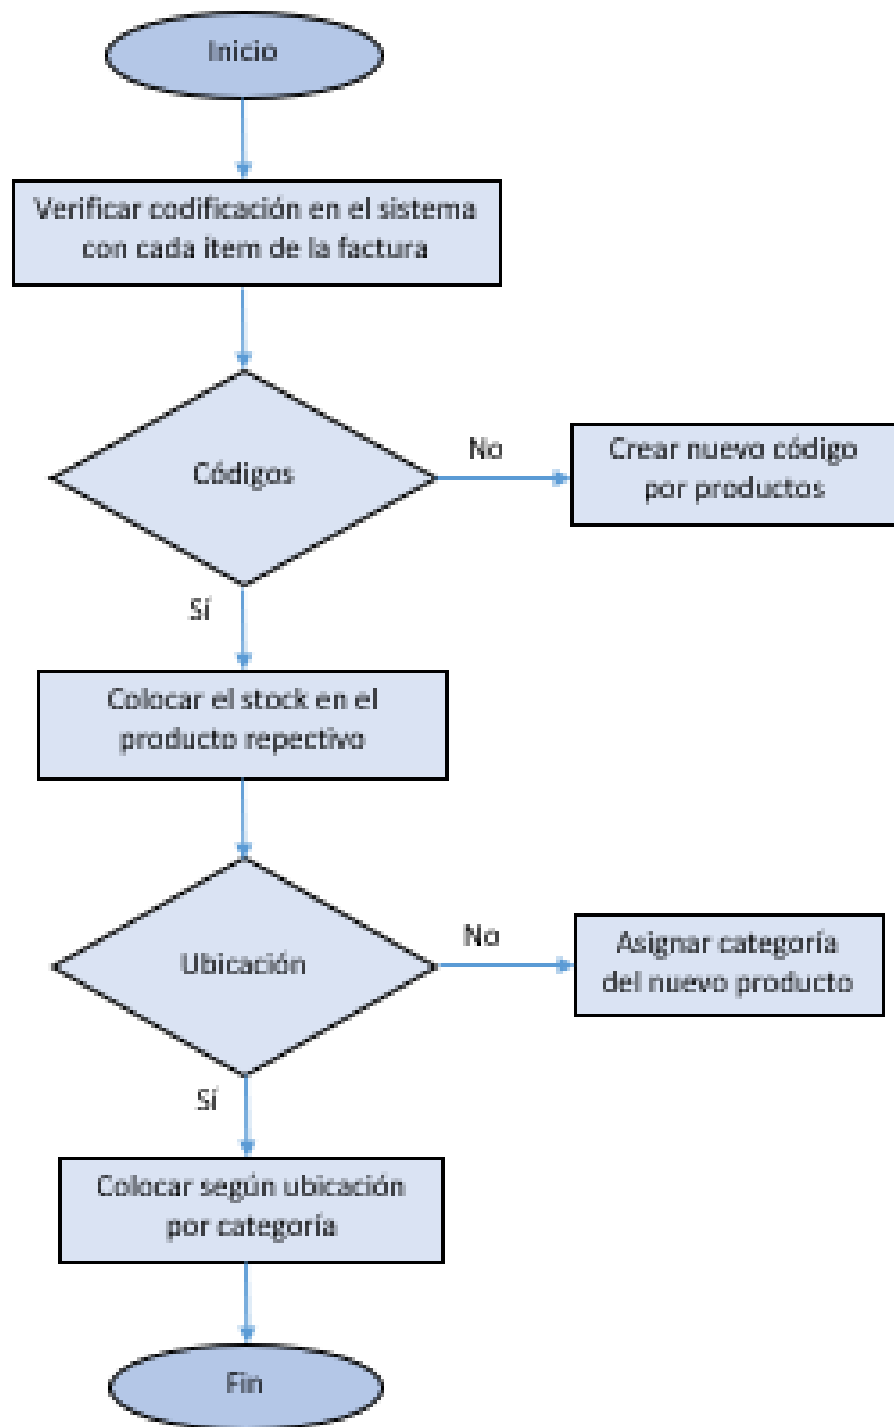 Inicio
Verificar codificación en el sistema
con cada ítem de la factura
Códigos
No
Crear nuevo código
por productos
Sí
Colocar el stock en el
producto repectivo
Ubicación
No
Asignar categoría
del nuevo producto
Sí
Colocar según ubicación
por categoría
Fin